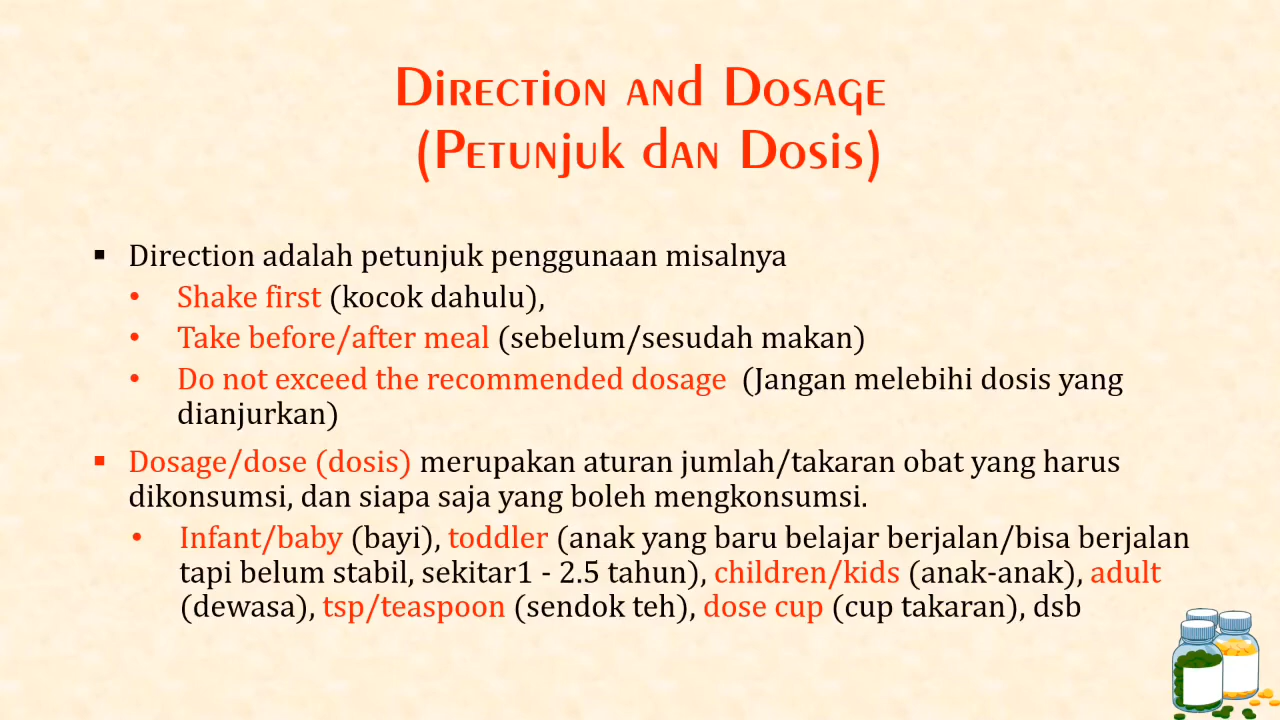 Direction and Dosage
(Petunjuk dan Dosis)
▪ Direction adalah petunjuk penggunaan misalnya
• Shake first (kocok dahulu),
• Take before/after meal (sebelum/sesudah makan)
• Do not exceed the recommended dosage (Jangan melebihi dosis yang
dianjurkan)
▪ Dosage/dose (dosis) merupakan aturan jumlah/takaran obat yang harus
dikonsumsi, dan siapa saja yang boleh mengkonsumsi.
• Infant/baby (bayi), toddler (anak yang baru belajar berjalan/bisa berjalan
tapi belum stabil, sekitar1 - 2.5 tahun), children/kids (anak-anak), adult
(dewasa), tsp/teaspoon (sendok teh), dose cup (cup takaran), dsb